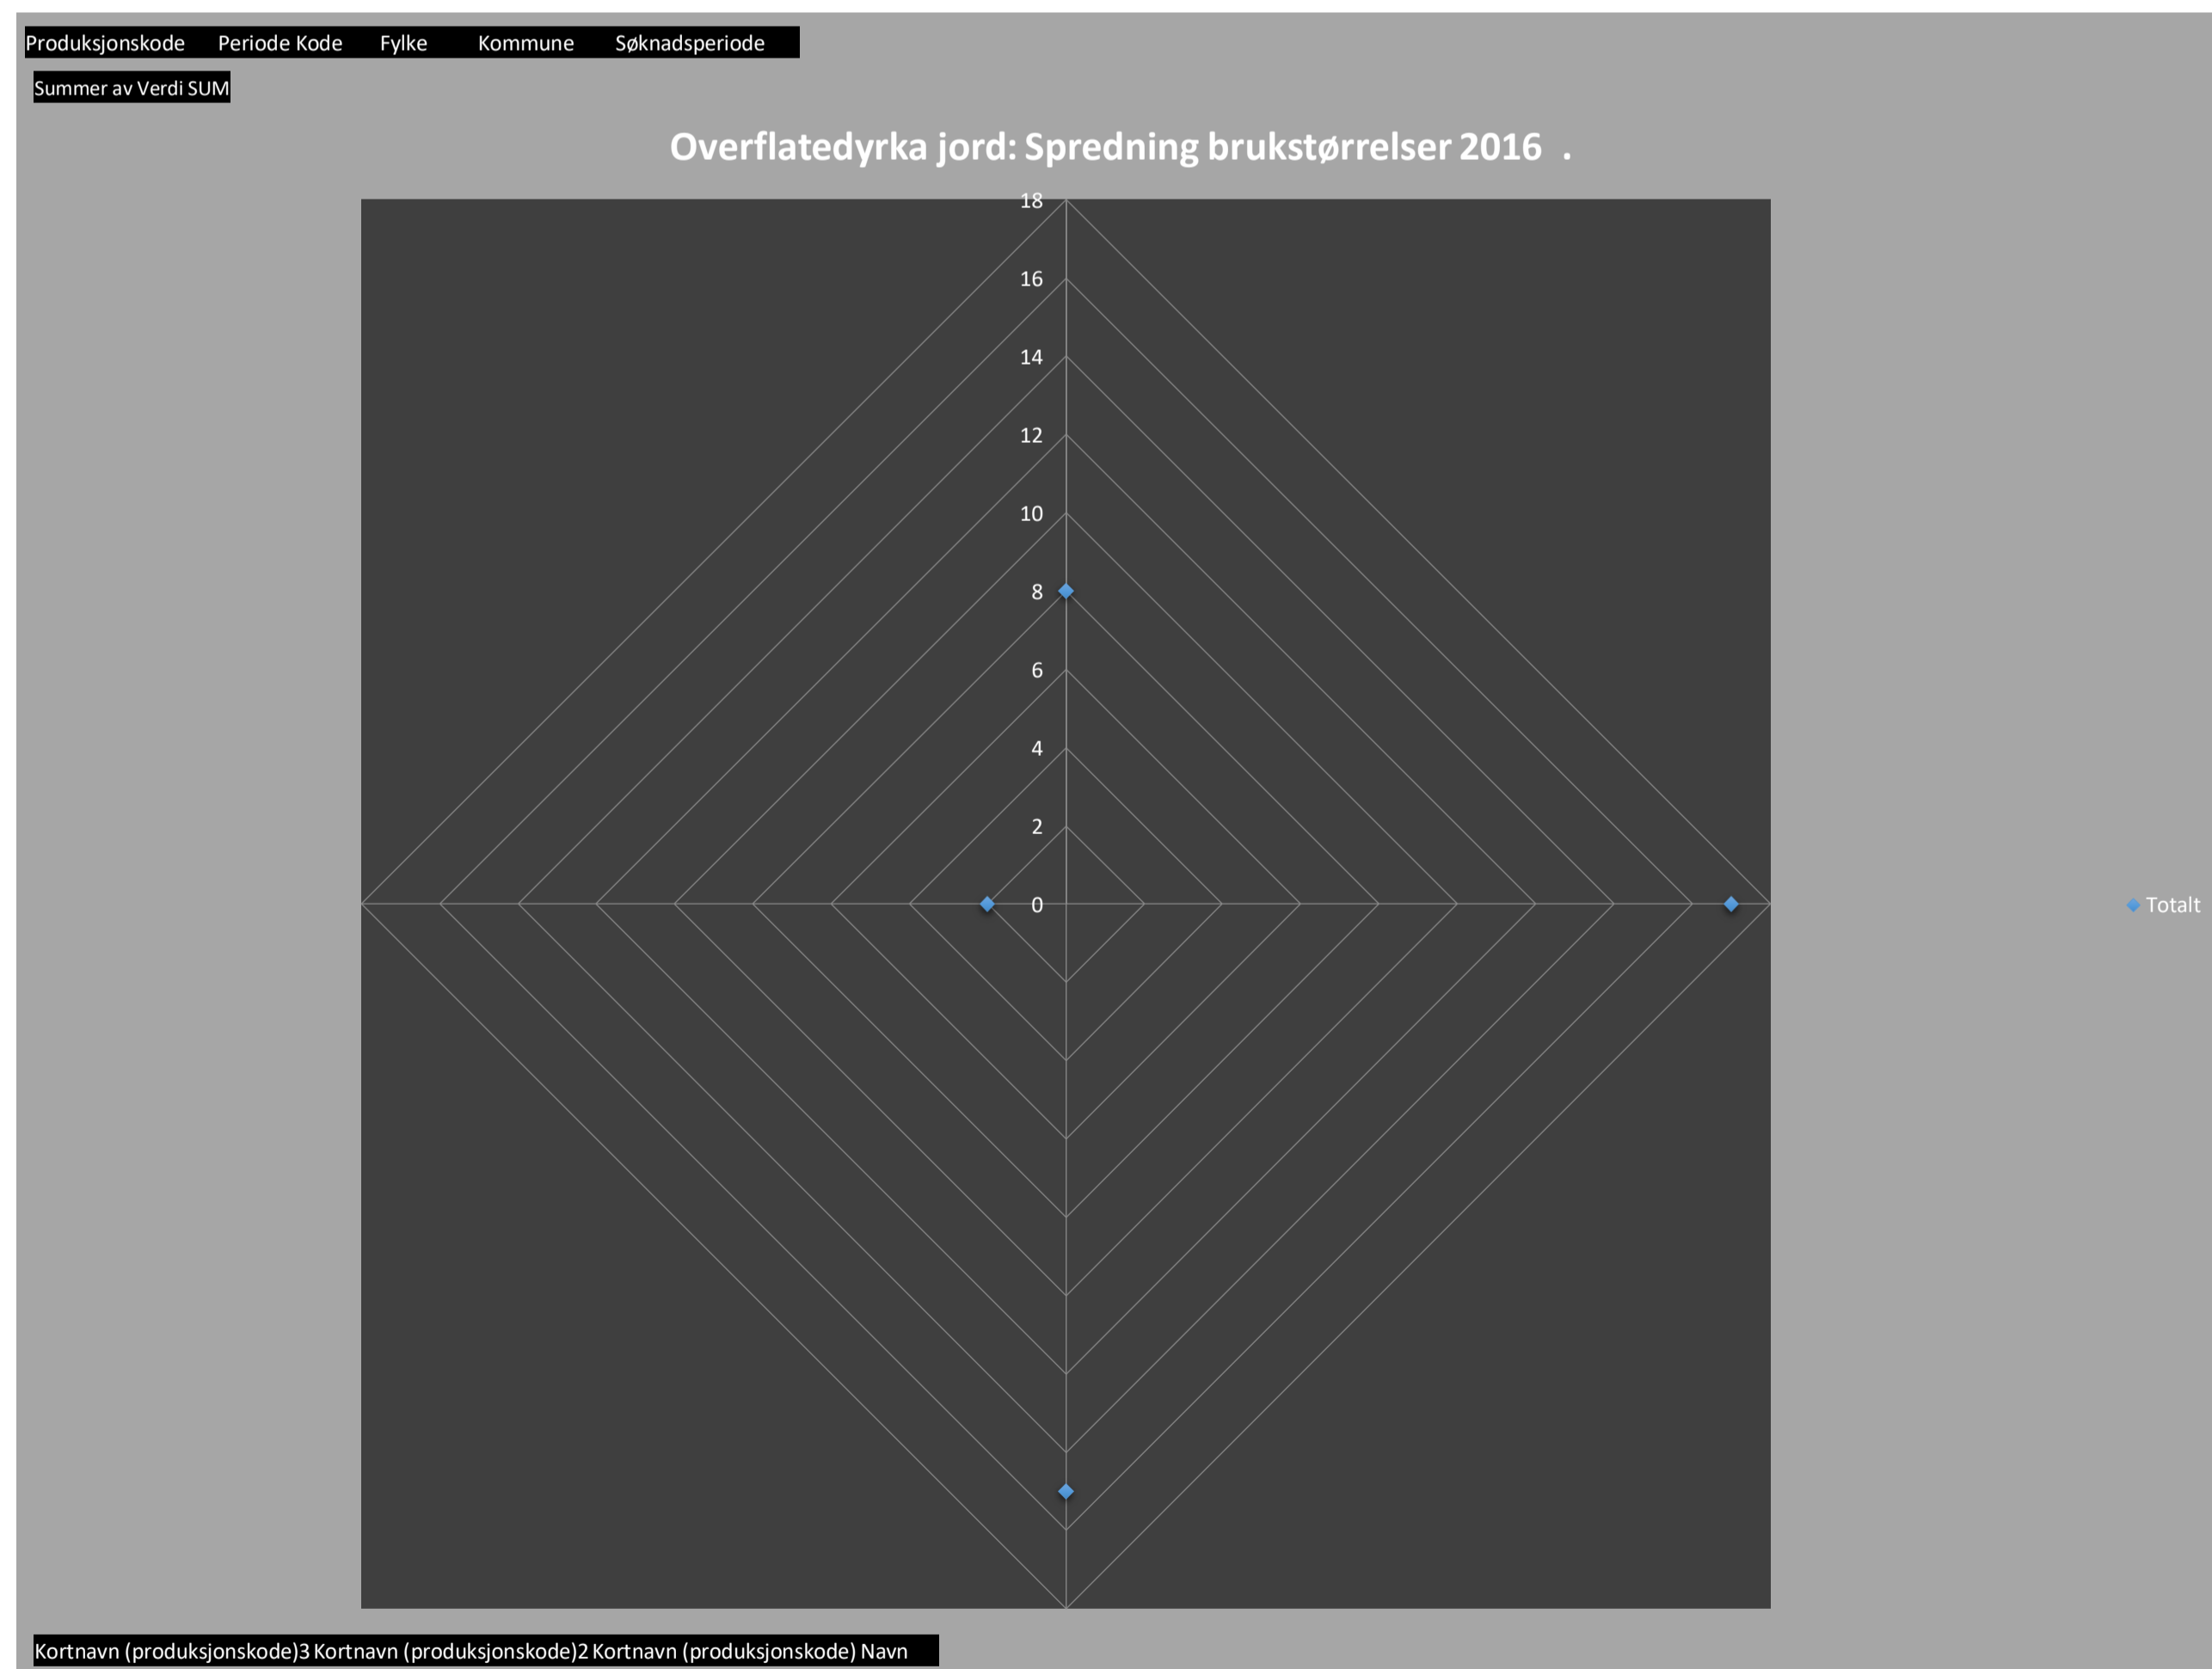 Produksjonskode Periode Kode Fylke Kommune Søknadsperiode
Summer av Verdi SUM
Overflatedyrka jord: Spredning brukstørrelser 2016 .
18
16
14
12
10
8
6
4
2
0
Totalt
Kortnavn (produksjonskode)3 Kortnavn (produksjonskode)2 Kortnavn (produksjonskode) Navn